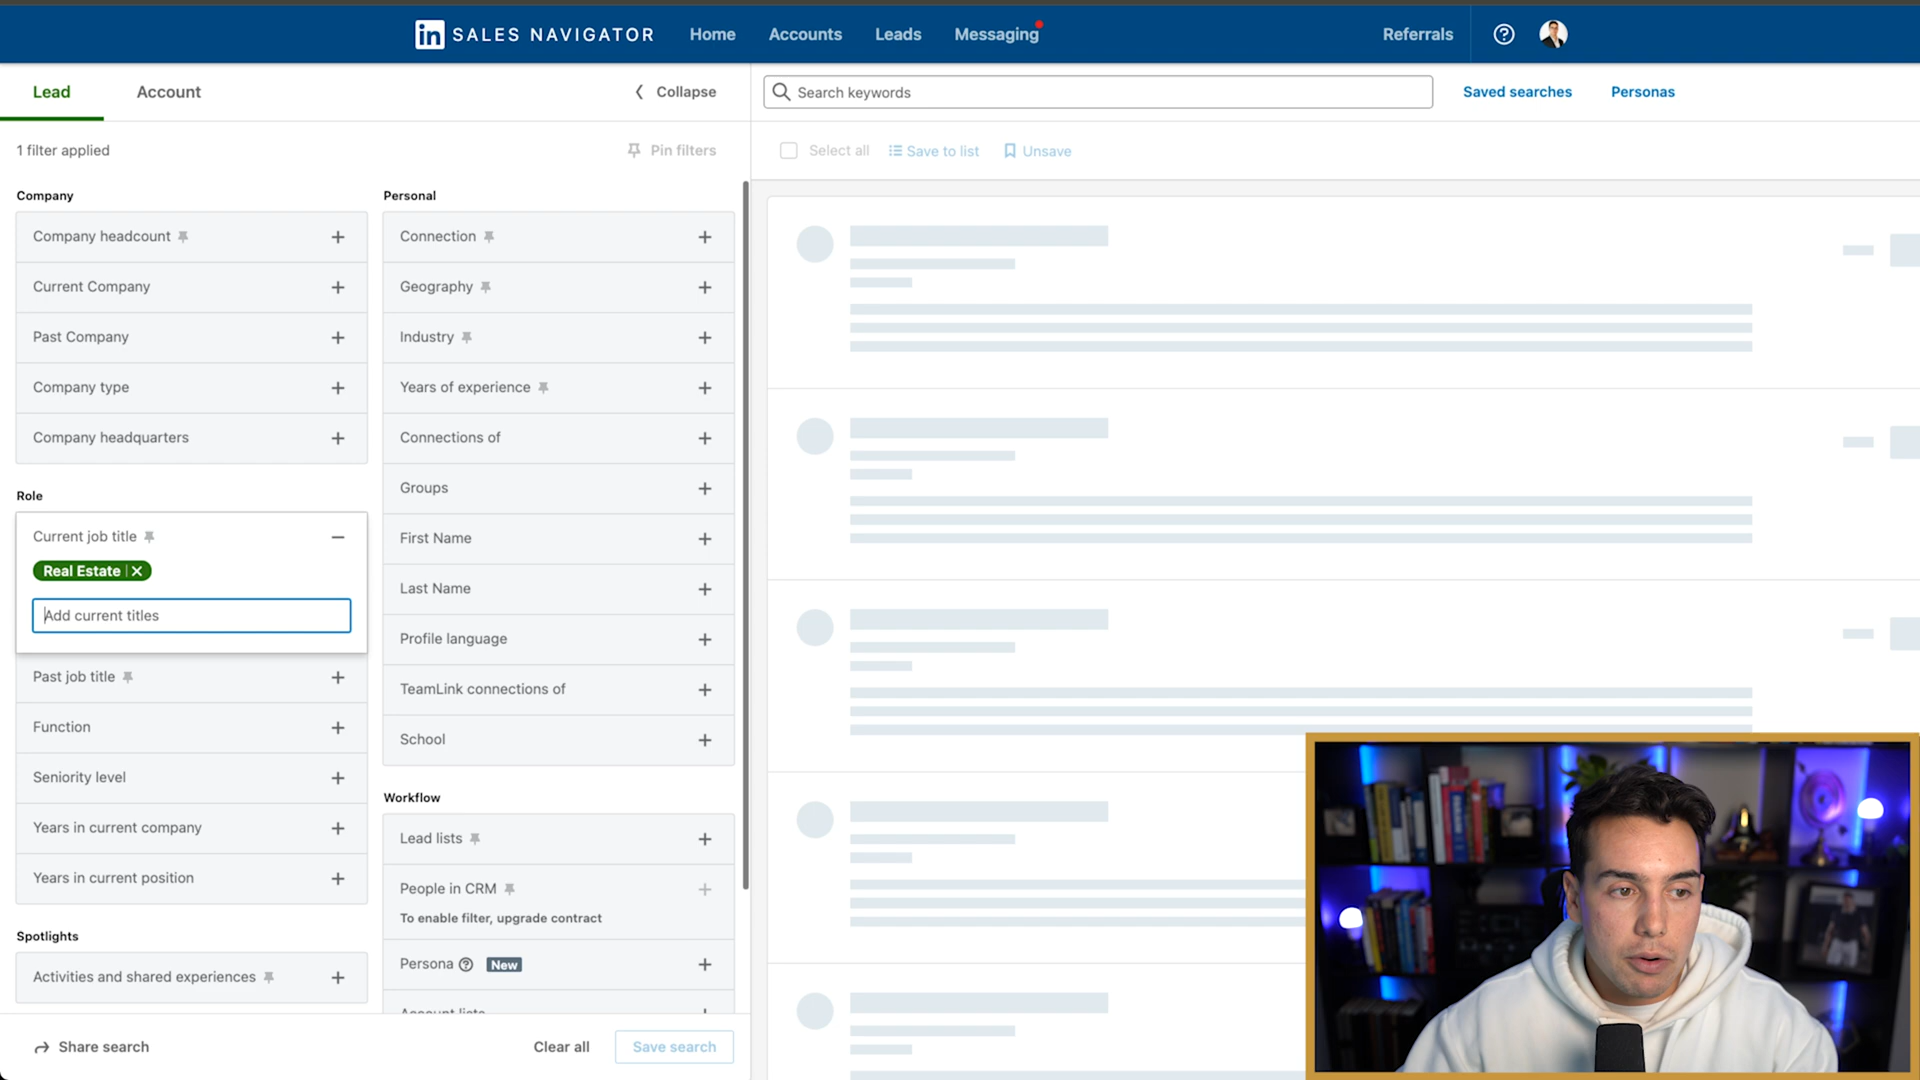 in SALES NAVIGATOR
Home
Accounts
Leads
Messaging
Referrals
Lead
Account
Collapse
Search keywords
Saved searches
Personas
1 filter applied
Pin filters
Select all
Save to list
Unsave
Company
Company headcount
Current Company
Past Company
Company type
Company headquarters
Role
Current job title
Real Estate
Add current titles
Past job title
Function
Seniority level
Years in current company
Years in current position
Spotlights
Activities and shared experiences
Personal
Connection
Geography
Industry
Years of experience
Connections of
Groups
First Name
Last Name
Profile language
TeamLink connections of
School
Workflow
Lead lists
People in CRM
To enable filter, upgrade contract
Persona New
Account lists
Share search
Clear all
Save search